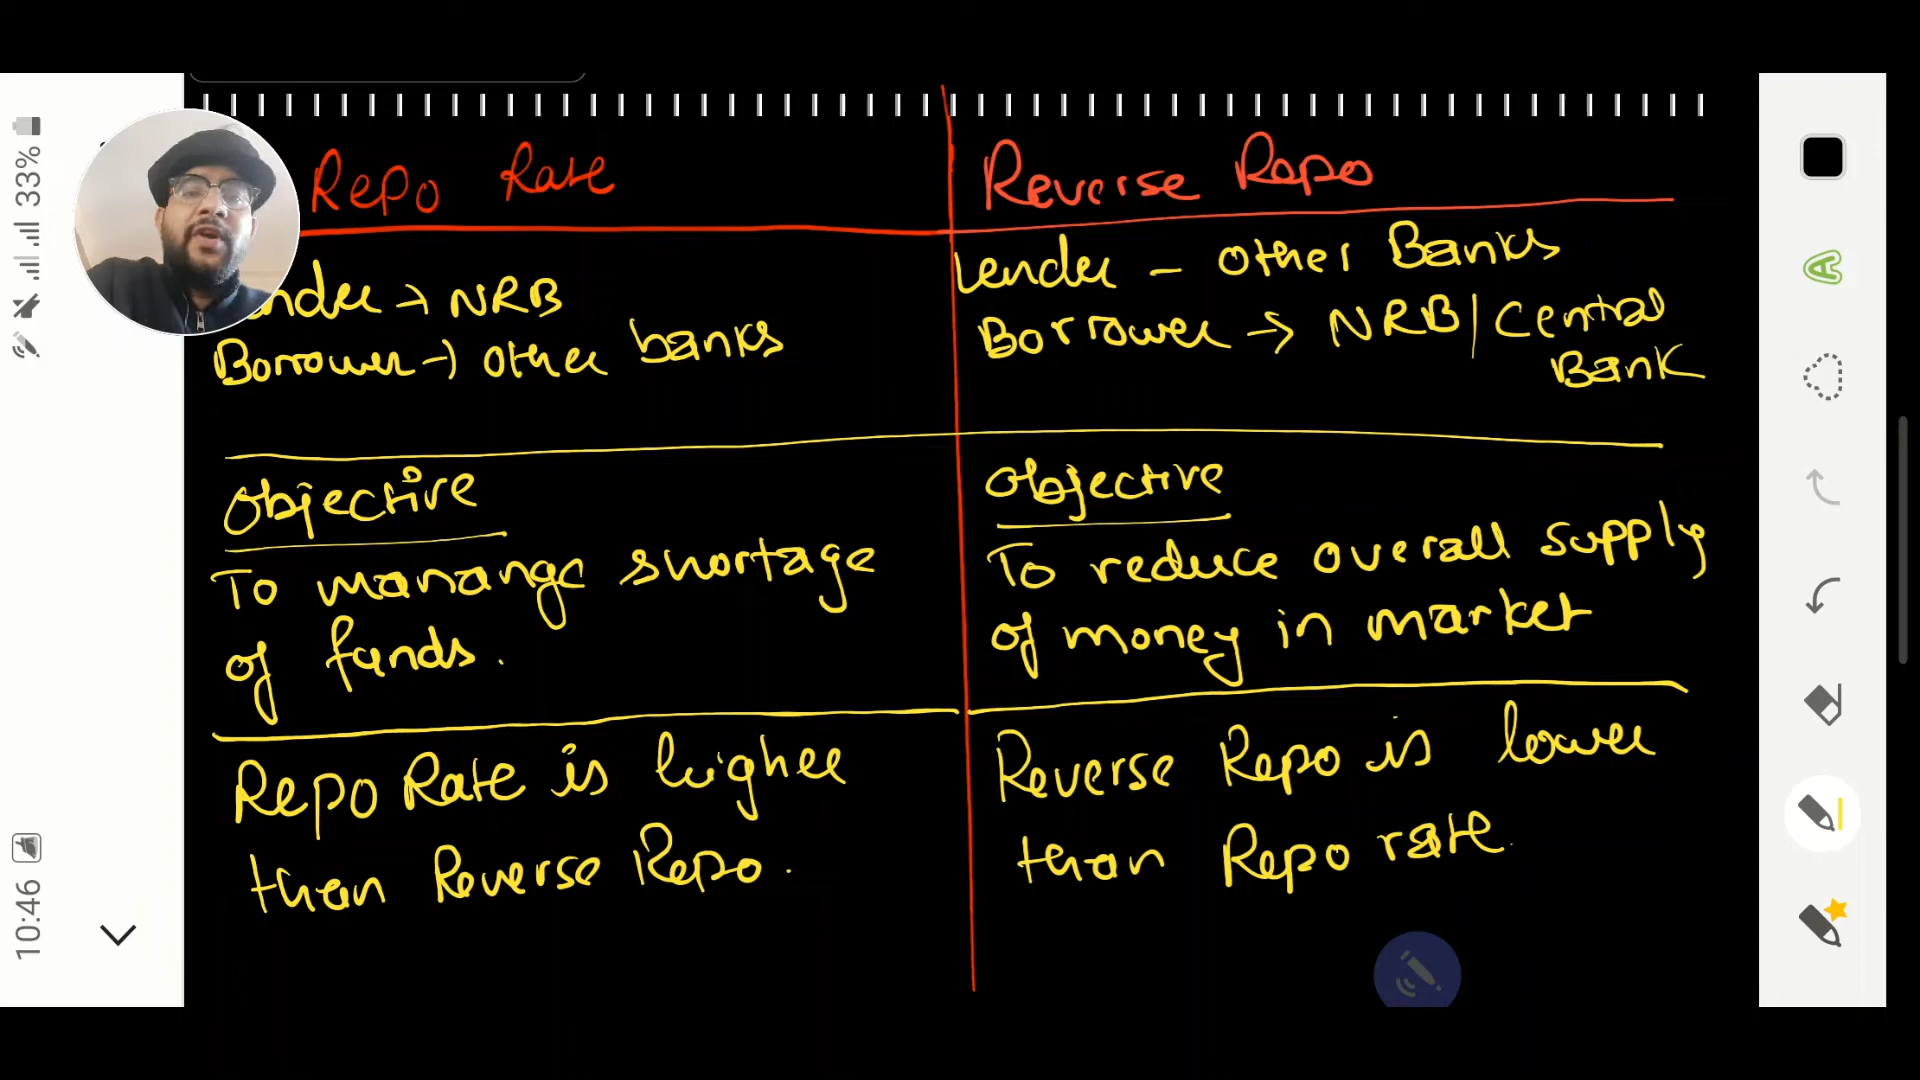 Repo Rate
Reverse Repo
nder → NRB
Borrower → other banks
Lender - other Banks
Borrower → NRB | Central
Bank
Objective
To manange shortage
of funds.
Objective
To reduce overall supply
of money in market
Repo Rate is higher
than Reverse Repo.
Reverse Repo is lower
than Repo rate.
33%
10:46